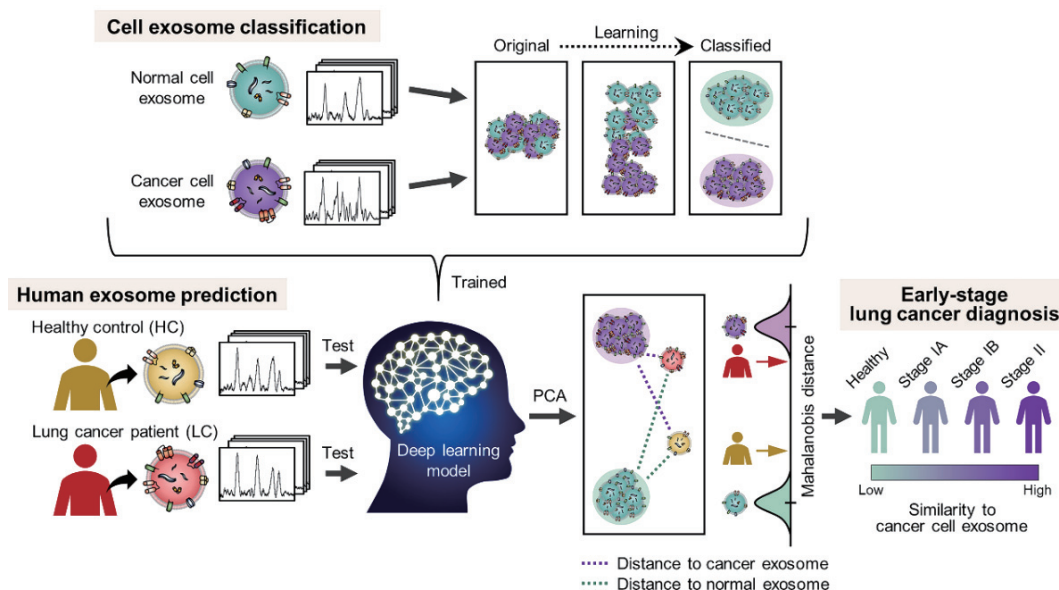 Cell exosome classification
Original
Learning
Classified
Normal cell
exosome
Cancer cell
exosome
Trained
Human exosome prediction
Healthy control (HC)
Test
Lung cancer patient (LC)
Test
Deep learning
model
PCA
Mahalanobis distance
Distance to cancer exosome
Distance to normal exosome
Early-stage
lung cancer diagnosis
Healthy
Stage IA
Stage IB
Stage II
Low
High
Similarity to
cancer cell exosome